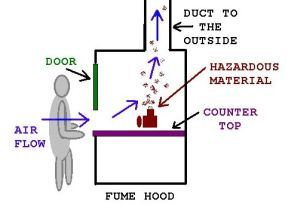 DUCT TO
THE
OUTSIDE
DOOR
HAZARDOUS
MATERIAL
COUNTER
TOP
AIR
FLOW
FUME HOOD